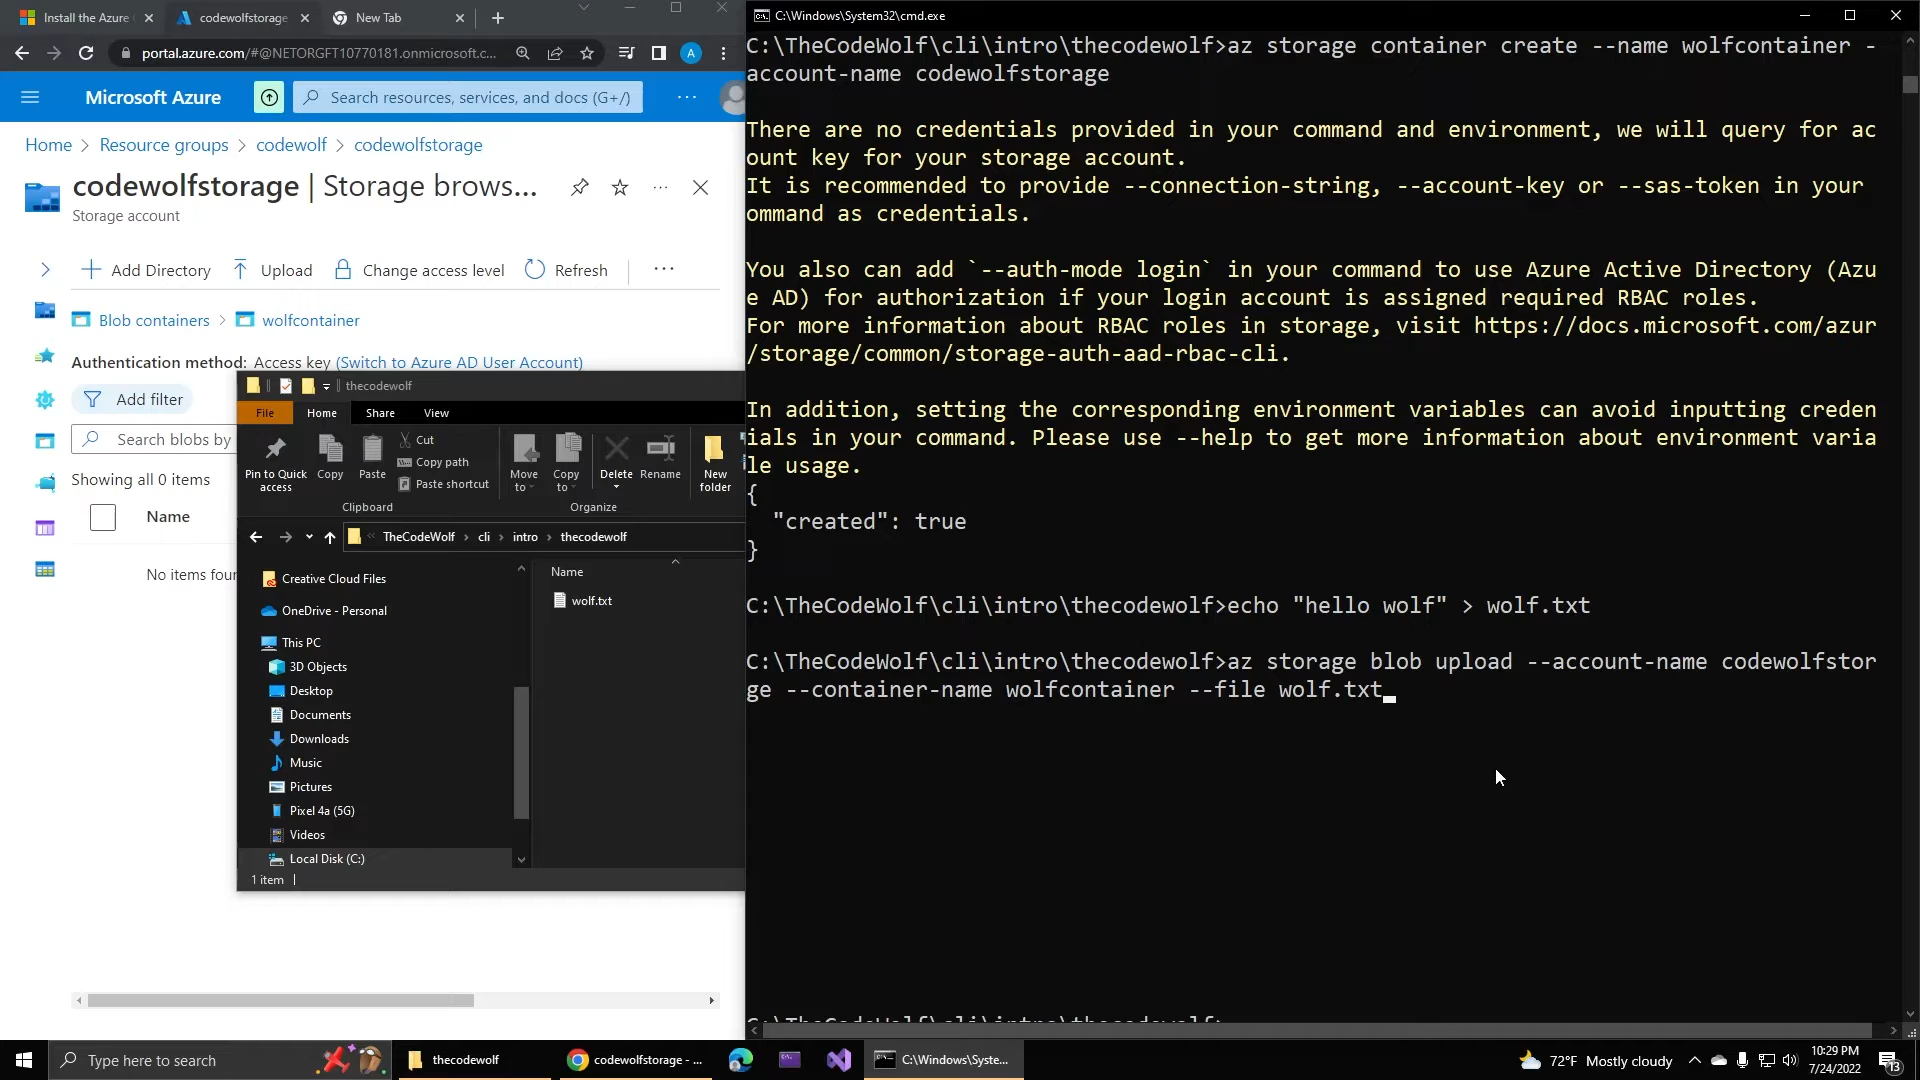 Install the Azure
codewolfstorage
New Tab
portal.azure.com/#@NETORGFT10770181.onmicrosoft.c...
A
Microsoft Azure
Search resources, services, and docs (G+/)
Home > Resource groups > codewolf > codewolfstorage
codewolfstorage | Storage brows...
Storage account
Add Directory
Upload
Change access level
Refresh
Blob containers > wolfcontainer
Authentication method: Access key (Switch to Azure AD User Account)
Add filter
Search blobs by
Showing all 0 items
Name
No items four
thecodewolf
File
Home
Share
View
Pin to Quick access
Copy
Paste
Cut
Copy path
Paste shortcut
Move to
Copy to
Delete
Rename
New folder
Clipboard
Organize
TheCodeWolf > cli > intro > thecodewolf
Creative Cloud Files
OneDrive - Personal
This PC
3D Objects
Desktop
Documents
Downloads
Music
Pictures
Pixel 4a (5G)
Videos
Local Disk (C:)
Name
wolf.txt
1 item
C:\Windows\System32\cmd.exe
C:\TheCodeWolf\cli\intro\thecodewolf>az storage container create --name wolfcontainer -
account-name codewolfstorage
There are no credentials provided in your command and environment, we will query for ac
ount key for your storage account.
It is recommended to provide --connection-string, --account-key or --sas-token in your
ommand as credentials.
You also can add `--auth-mode login` in your command to use Azure Active Directory (Azu
e AD) for authorization if your login account is assigned required RBAC roles.
For more information about RBAC roles in storage, visit https://docs.microsoft.com/azur
/storage/common/storage-auth-aad-rbac-cli.
In addition, setting the corresponding environment variables can avoid inputting creden
ials in your command. Please use --help to get more information about environment varia
le usage.
{
"created": true
}
C:\TheCodeWolf\cli\intro\thecodewolf>echo "hello wolf" > wolf.txt
C:\TheCodeWolf\cli\intro\thecodewolf>az storage blob upload --account-name codewolfstor
ge --container-name wolfcontainer --file wolf.txt
C:\TheCodeWolf\cli\intro\thecodewolf>
Type here to search
thecodewolf
codewolfstorage - ...
C:\Windows\Syste...
72°F Mostly cloudy
10:29 PM
7/24/2022
13